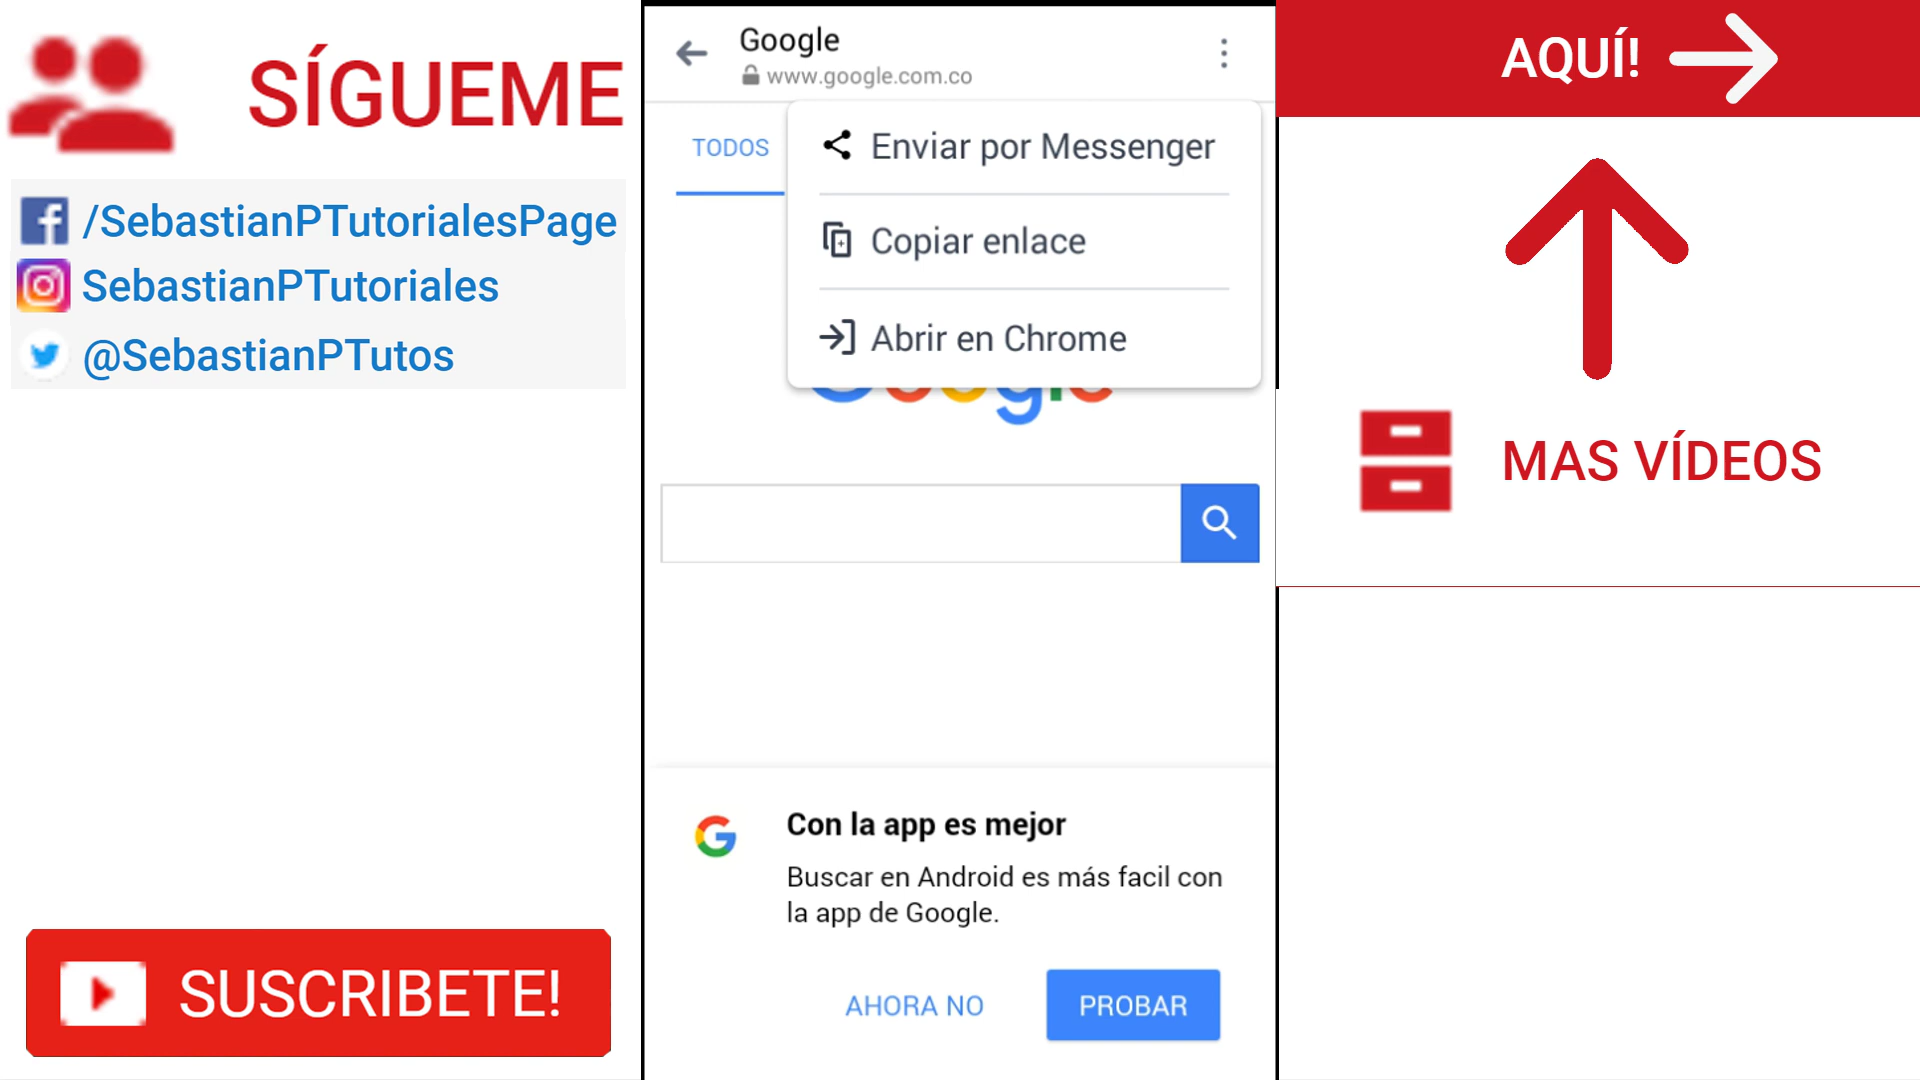 SÍGUEME
/SebastianPTutorialesPage
SebastianPTutoriales
@SebastianPTutos
SUSCRIBETE!
Google
www.google.com.co
TODOS
Enviar por Messenger
Copiar enlace
Abrir en Chrome
Google
Con la app es mejor
Buscar en Android es más facil con
la app de Google.
AHORA NO
PROBAR
AQUÍ!
MAS VÍDEOS